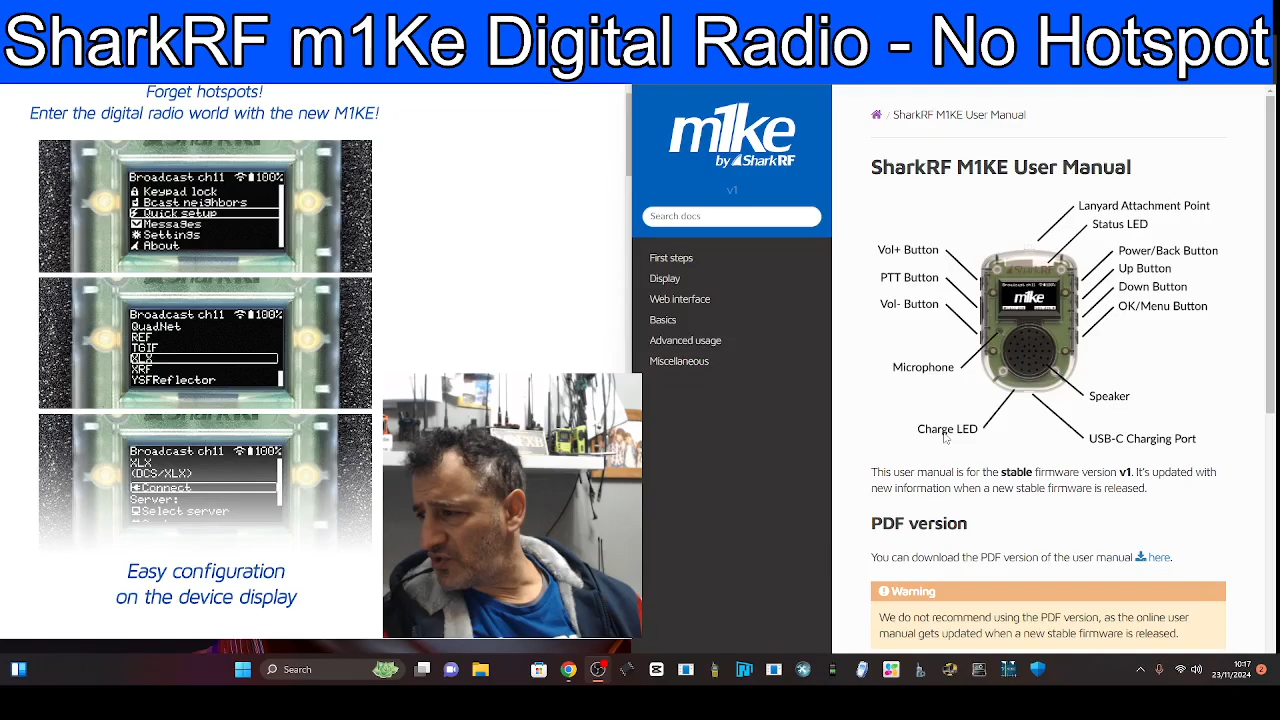 SharkRF m1Ke Digital Radio - No Hotspot
Forget hotspots!
Enter the digital radio world with the new M1KE!
Broadcast ch11 100%
Keypad lock
Bcast neighbors
Quick setup
Messages
Settings
About
Broadcast ch11 100%
QuadNet
REF
TGIF
XLX
XRF
YSFReflector
Broadcast ch11 100%
XLX
(DCS/XLX)
Connect
Server:
Select server
Easy configuration
on the device display
m1ke
by SharkRF
v1
Search docs
First steps
Display
Web interface
Basics
Advanced usage
Miscellaneous
/ SharkRF M1KE User Manual
SharkRF M1KE User Manual
Lanyard Attachment Point
Status LED
Vol+ Button
Power/Back Button
Up Button
PTT Button
Down Button
Vol- Button
OK/Menu Button
SharkRF
m1ke
Microphone
Speaker
Charge LED
USB-C Charging Port
This user manual is for the stable firmware version v1. It's updated with
new information when a new stable firmware is released.
PDF version
You can download the PDF version of the user manual here.
Warning
We do not recommend using the PDF version, as the online user
manual gets updated when a new stable firmware is released.
Search
10:17
23/11/2024
2